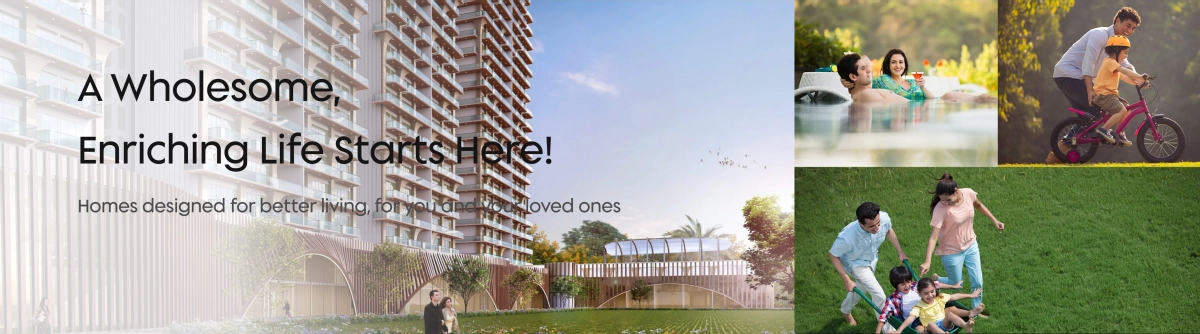 A Wholesome,
Enriching Life Starts Here!
Homes designed for better living, for you and your loved ones